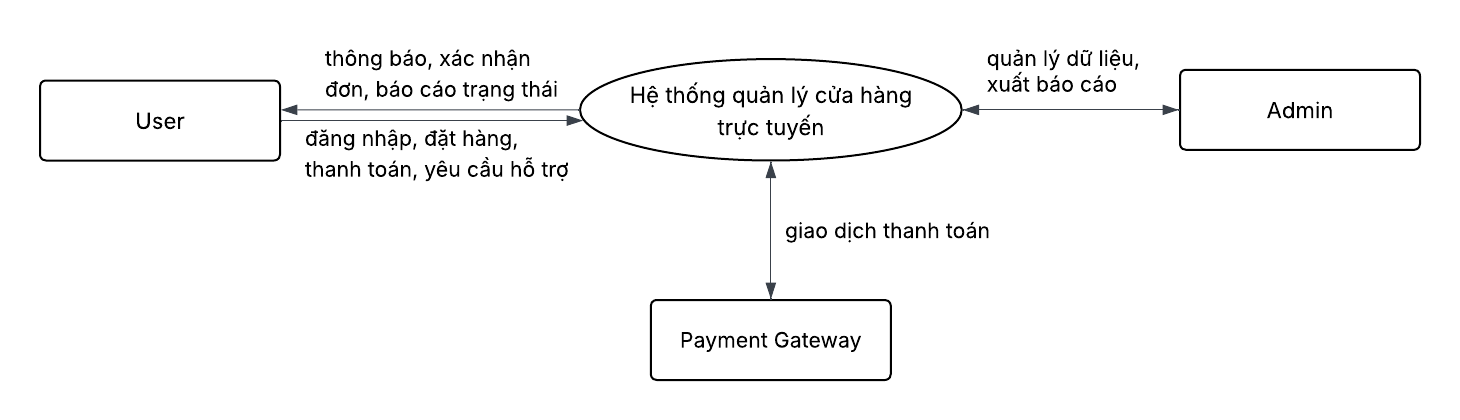 thông báo, xác nhận
đơn, báo cáo trạng thái
User
đăng nhập, đặt hàng,
thanh toán, yêu cầu hỗ trợ
Hệ thống quản lý cửa hàng
trực tuyến
quản lý dữ liệu,
xuất báo cáo
Admin
giao dịch thanh toán
Payment Gateway